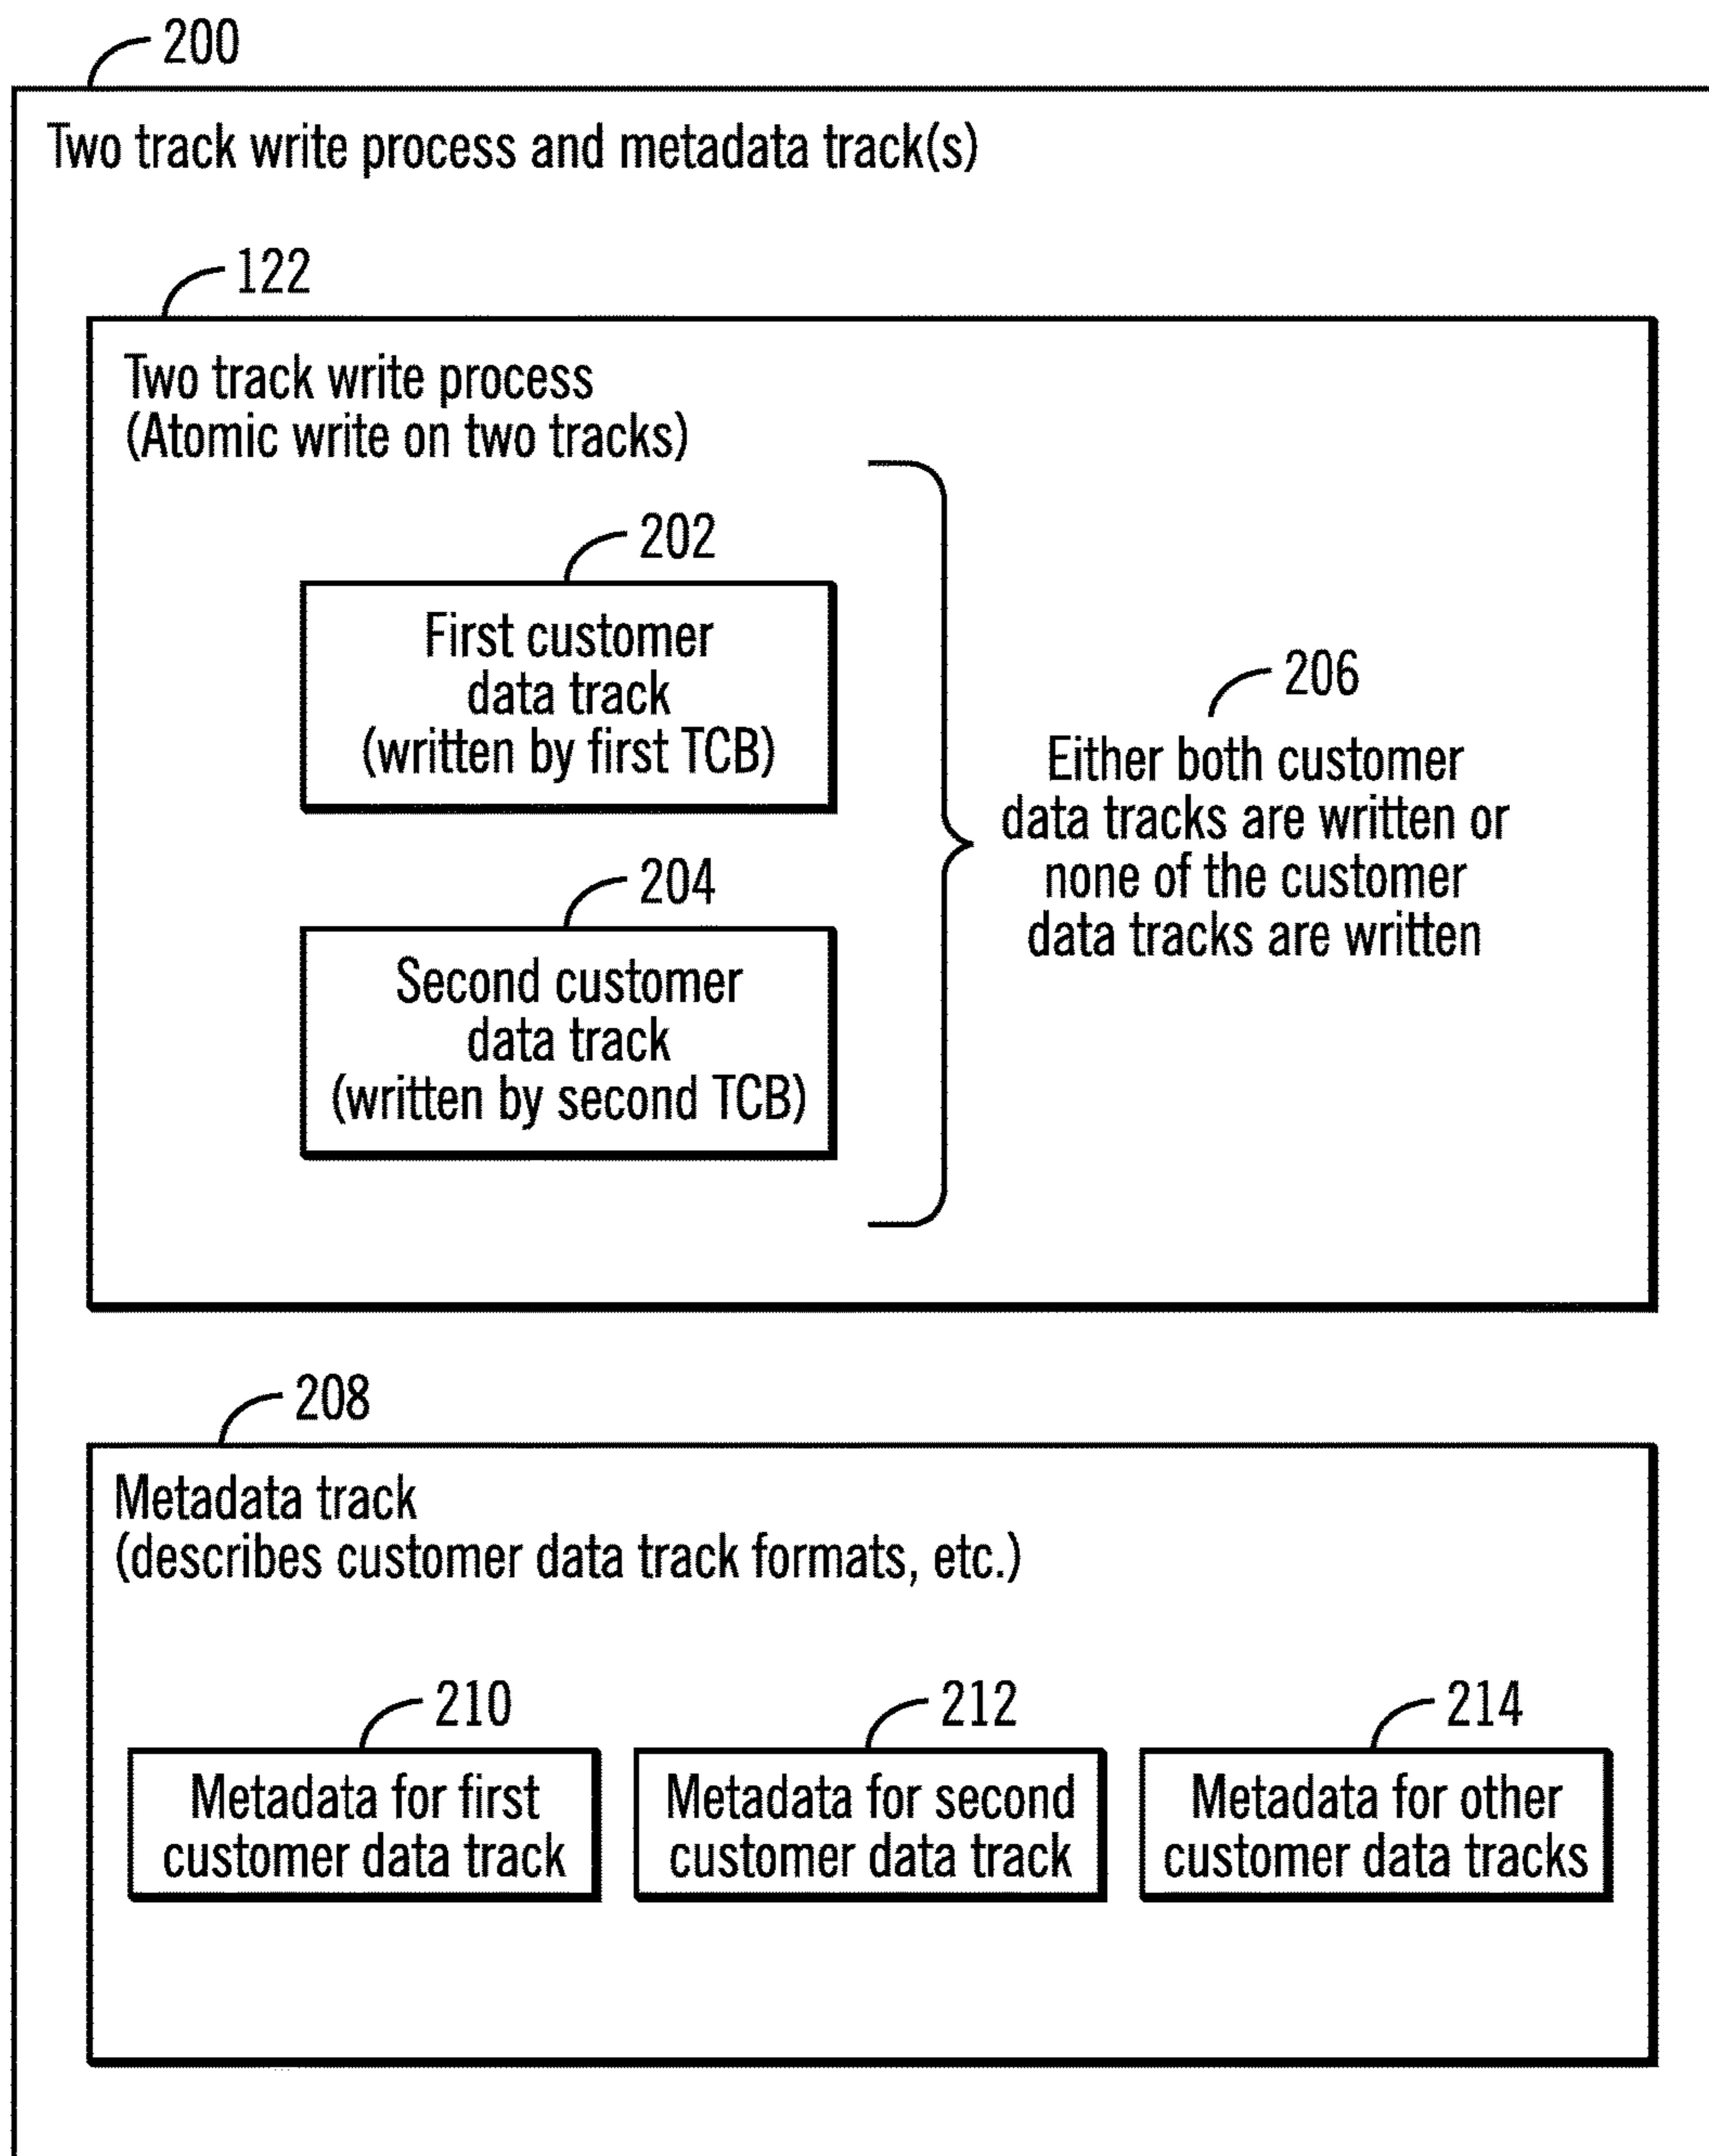 200
Two track write process and metadata track(s)
122
Two track write process
(Atomic write on two tracks)
202
First customer
data track
(written by first TCB)
206
Either both customer
data tracks are written or
none of the customer
data tracks are written
204
Second customer
data track
(written by second TCB)
208
Metadata track
(describes customer data track formats, etc.)
210
Metadata for first
customer data track
212
Metadata for second
customer data track
214
Metadata for other
customer data tracks